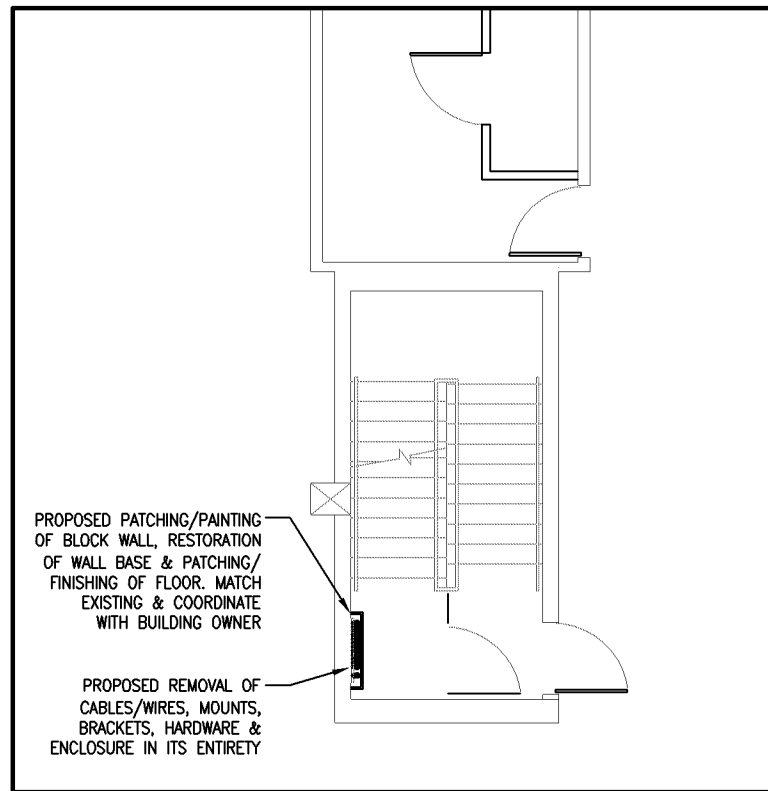 PROPOSED PATCHING/PAINTING
OF BLOCK WALL, RESTORATION
OF WALL BASE & PATCHING/
FINISHING OF FLOOR. MATCH
EXISTING & COORDINATE
WITH BUILDING OWNER
PROPOSED REMOVAL OF
CABLES/WIRES, MOUNTS,
BRACKETS, HARDWARE &
ENCLOSURE IN ITS ENTIRETY